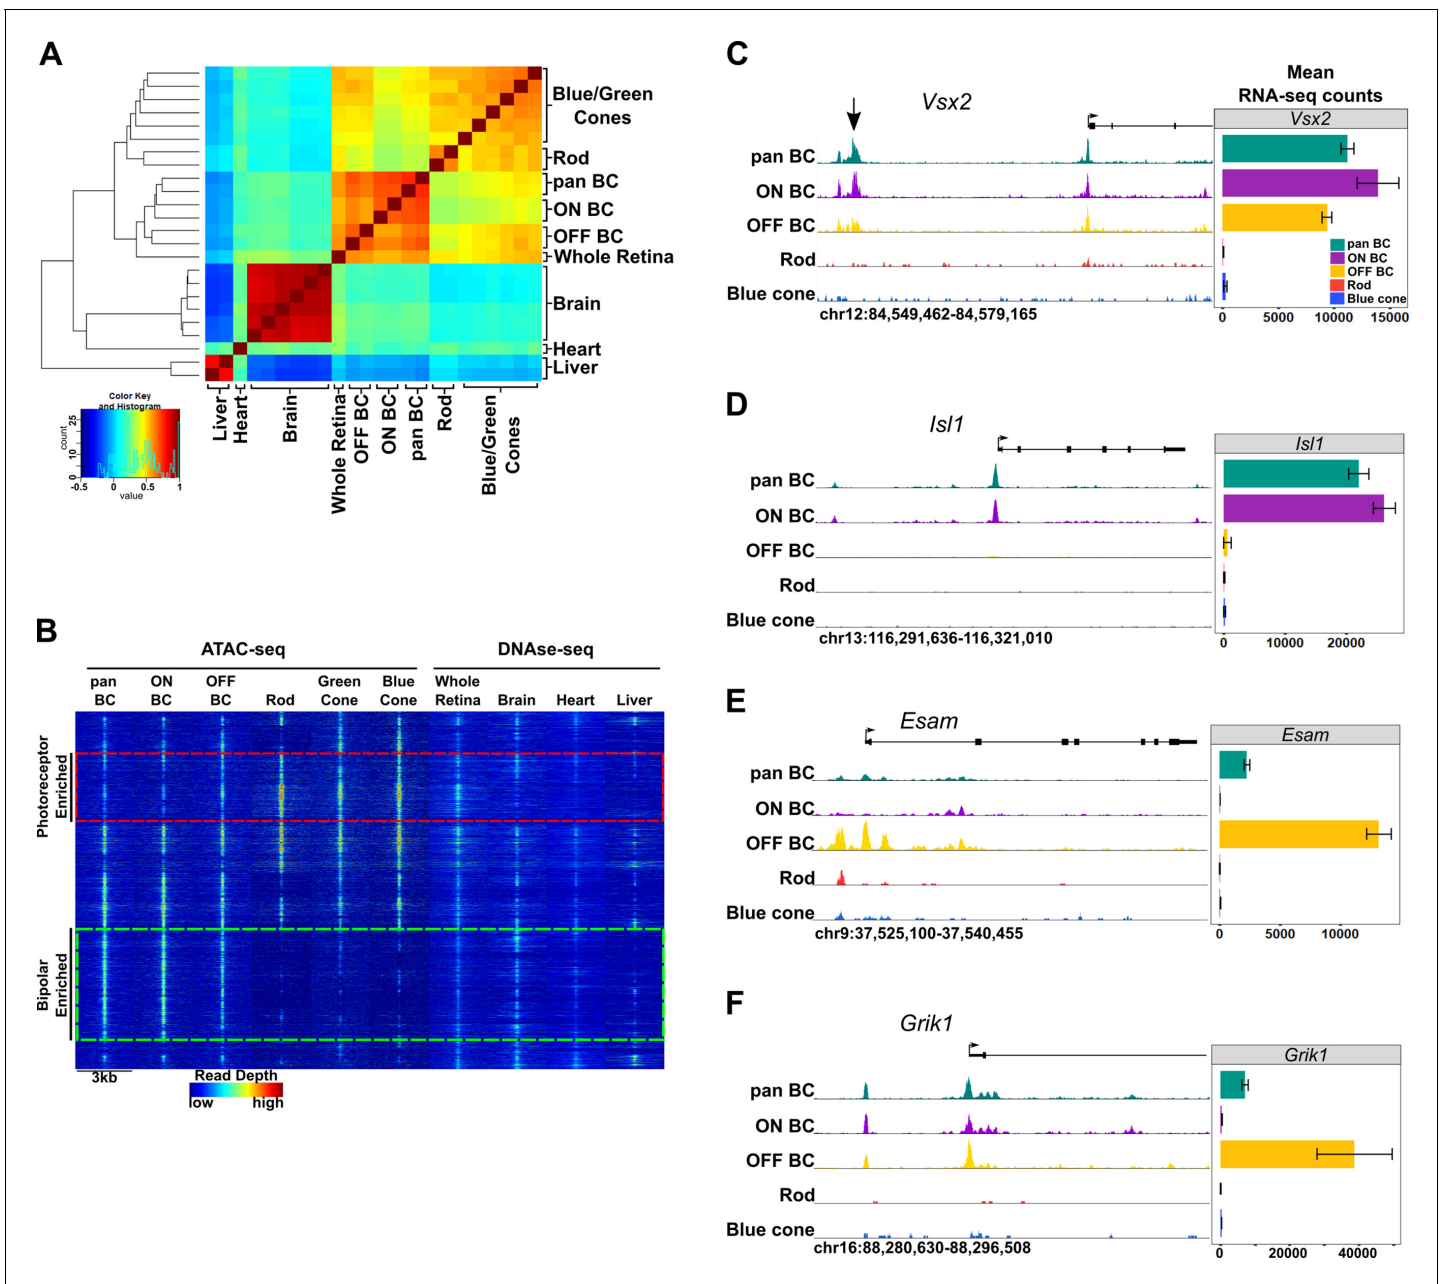 A
Blue/Green
Cones
Rod
pan BC
ON BC
OFF BC
Whole Retina
Brain
Heart
Liver
Liver
Heart
Brain
Whole Retina
OFF BC
ON BC
pan BC
Rod
Blue/Green
Cones
Color Key
and Histogram
count
0 10 25
-0.5 0 0.5 1
value
B
ATAC-seq DNAse-seq
pan BC
ON BC
OFF BC
Rod
Green Cone
Blue Cone
Whole Retina
Brain
Heart
Liver
Photoreceptor
Enriched
Bipolar
Enriched
3kb
Read Depth
low high
C
Vsx2
Mean
RNA-seq counts
Vsx2
pan BC
ON BC
OFF BC
Rod
Blue cone
chr12:84,549,462-84,579,165
pan BC
ON BC
OFF BC
Rod
Blue cone
0 5000 10000 15000
D
Isl1
Isl1
pan BC
ON BC
OFF BC
Rod
Blue cone
chr13:116,291,636-116,321,010
0 10000 20000
E
Esam
Esam
pan BC
ON BC
OFF BC
Rod
Blue cone
chr9:37,525,100-37,540,455
0 5000 10000
F
Grik1
Grik1
pan BC
ON BC
OFF BC
Rod
Blue cone
chr16:88,280,630-88,296,508
0 20000 40000